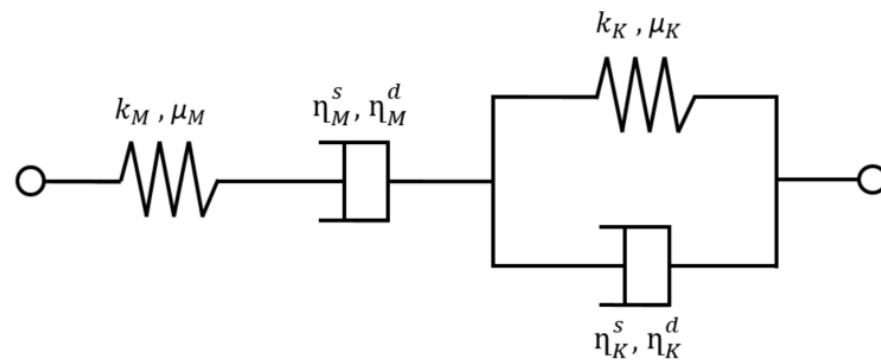 k_M , μ_M
η_M^s, η_M^d
k_K , μ_K
η_K^s, η_K^d